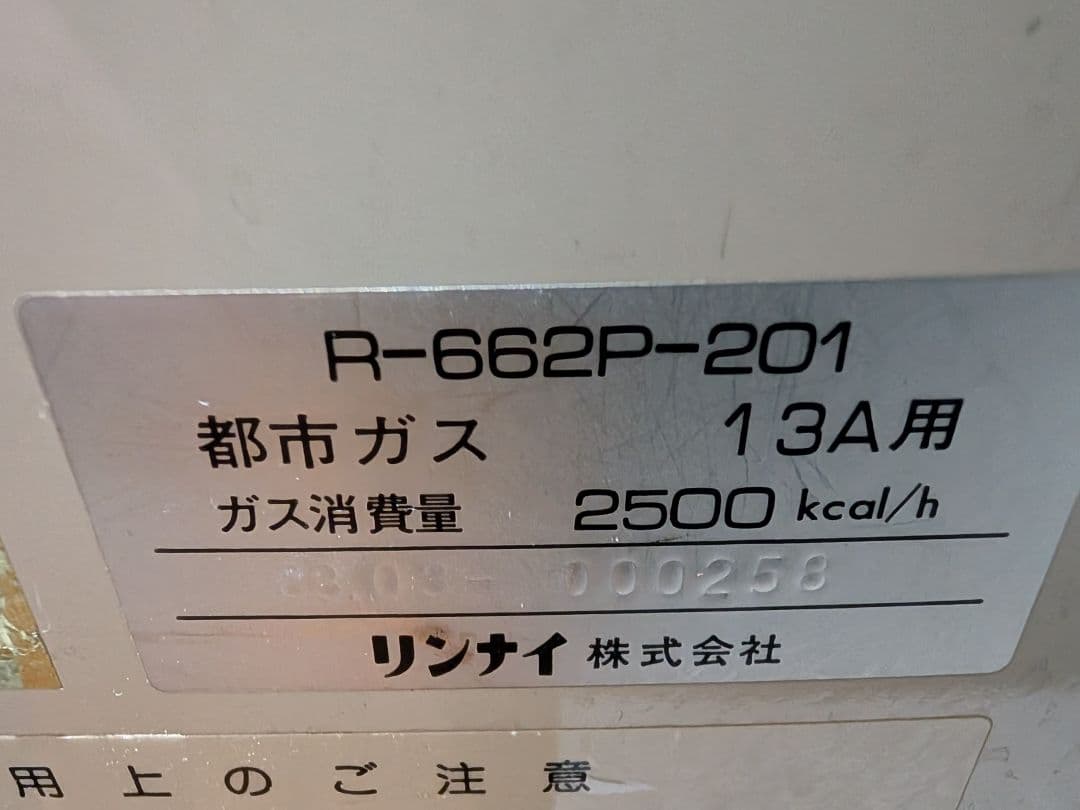 R-662P-201
都市ガス 13A用
ガス消費量 2500 kcal/h
000258
リンナイ 株式会社
用上のご注意